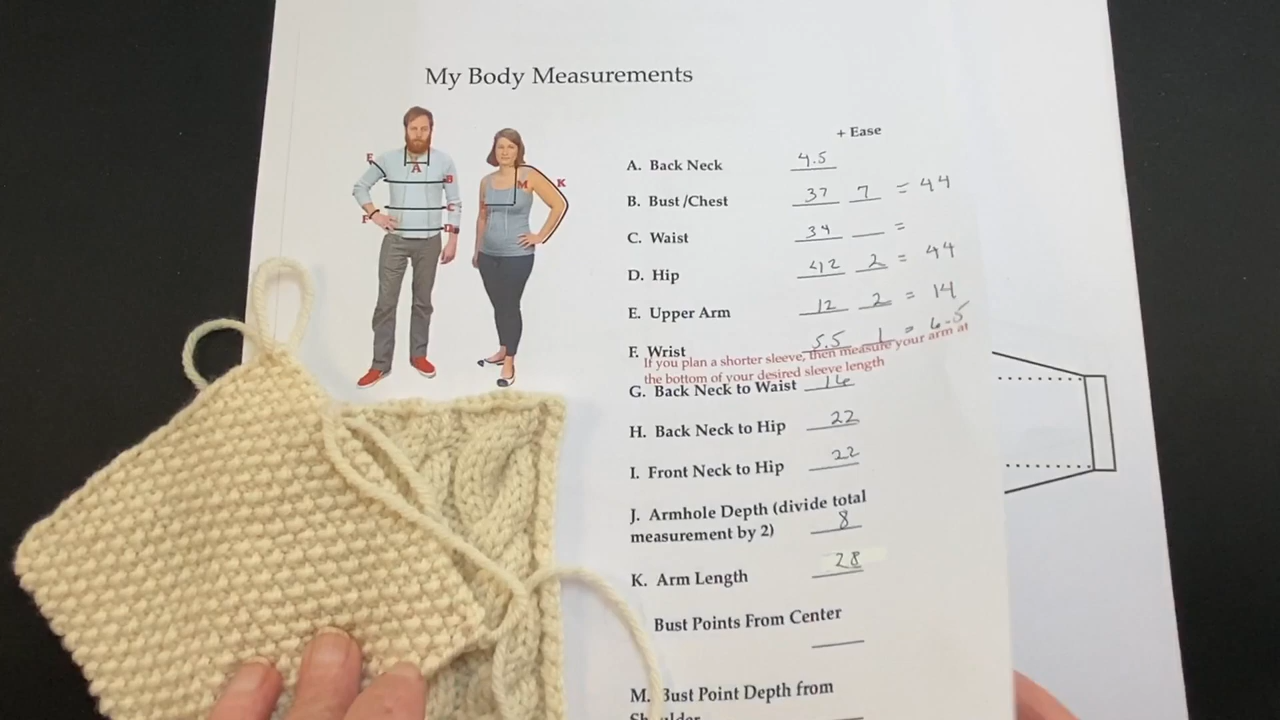 My Body Measurements
+ Ease
A. Back Neck 4.5
B. Bust /Chest 37 7 = 44
C. Waist 34 __ =
D. Hip 42 2 = 44
E. Upper Arm 12 2 = 14
F. Wrist 5.5 1 = 6.5
If you plan a shorter sleeve, then measure your arm at
the bottom of your desired sleeve length
G. Back Neck to Waist 16
H. Back Neck to Hip 22
I. Front Neck to Hip 22
J. Armhole Depth (divide total
measurement by 2) 8
K. Arm Length 28
Bust Points From Center
M. Bust Point Depth from
E
A
B
C
F
D
M
K